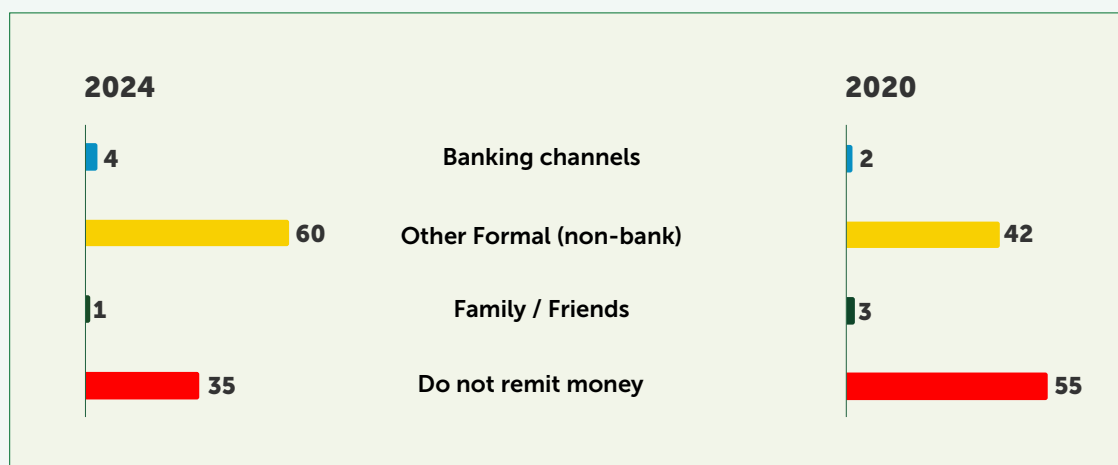 2024
2020
4
Banking channels
2
60
Other Formal (non-bank)
42
1
Family / Friends
3
35
Do not remit money
55